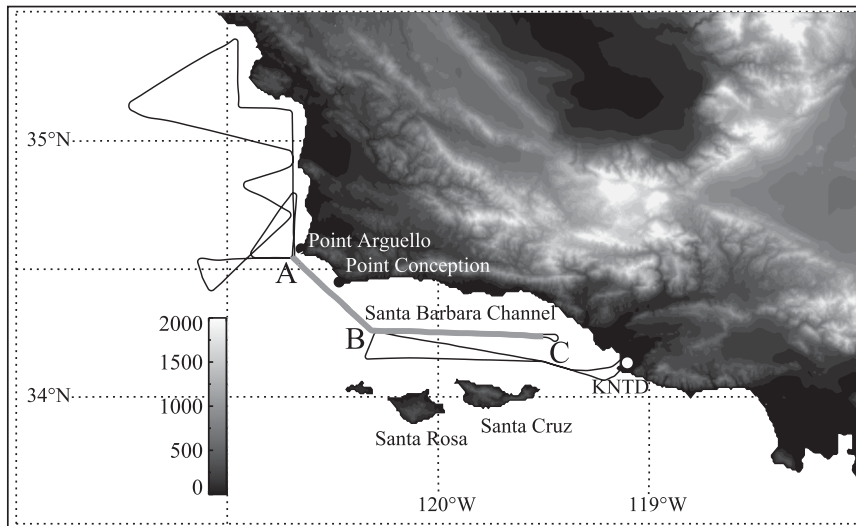 35°N
Point Arguello
A
Point Conception
Santa Barbara Channel
2000
B
C
1500
KNTD
1000
34°N
Santa Cruz
Santa Rosa
500
0
120°W
119°W